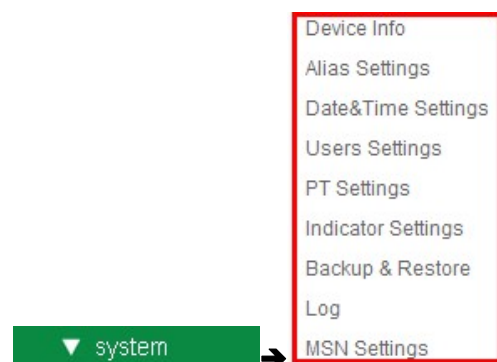 Device Info
Alias Settings
Date&Time Settings
Users Settings
PT Settings
Indicator Settings
Backup & Restore
Log
MSN Settings
▼ system
➔